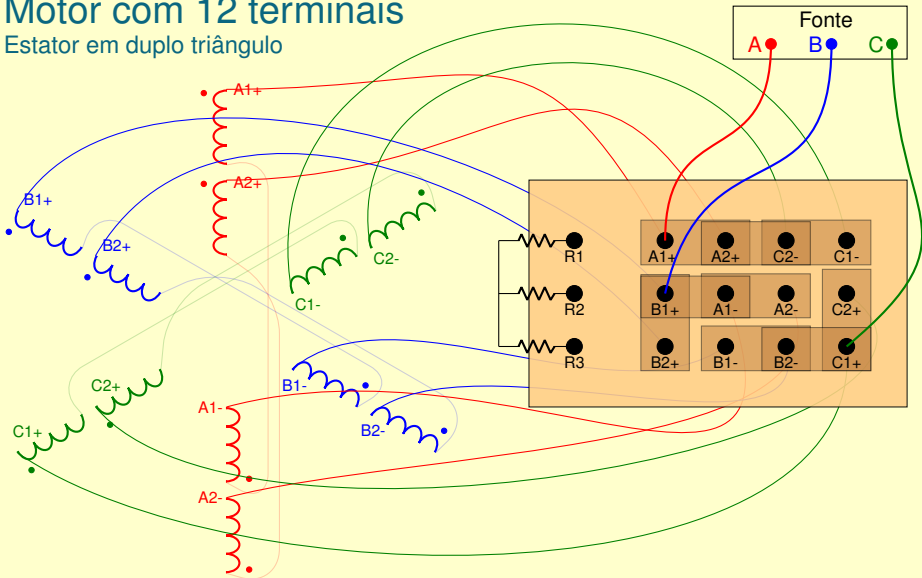 Motor com 12 terminais
Estator em duplo triângulo
Fonte
A B C
A1+
A2+
B1+
B2+
C2-
C1-
R1 A1+ A2+ C2- C1-
R2 B1+ A1- A2- C2+
R3 B2+ B1- B2- C1+
B1-
C2+
A1-
B2-
C1+
A2-